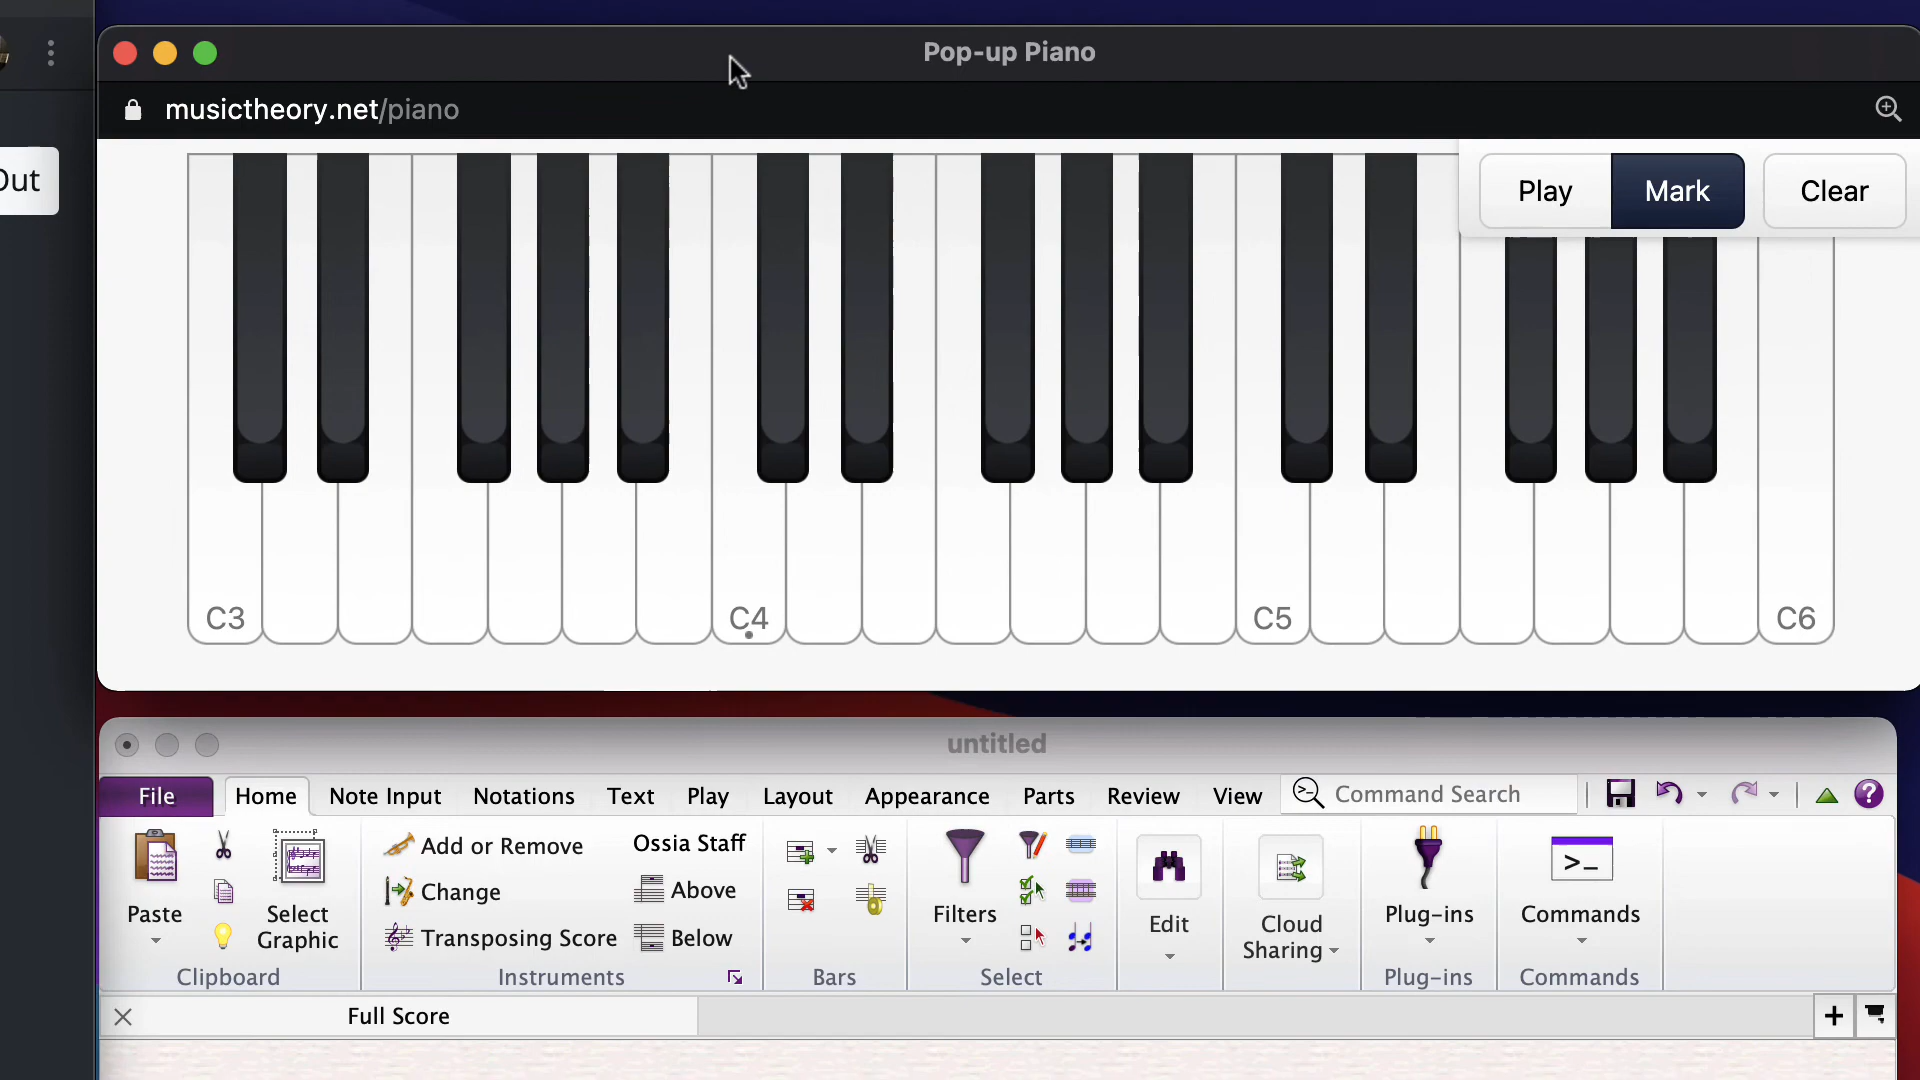 Pop-up Piano
musictheory.net/piano
Out
Play Mark Clear
C3 C4 C5 C6
untitled
File Home Note Input Notations Text Play Layout Appearance Parts Review View Command Search
Paste
Select Graphic
Clipboard
Add or Remove
Change
Transposing Score
Ossia Staff
Above
Below
Instruments
Bars
Filters
Select
Edit
Cloud Sharing
Plug-ins
Plug-ins
Commands
Commands
Full Score